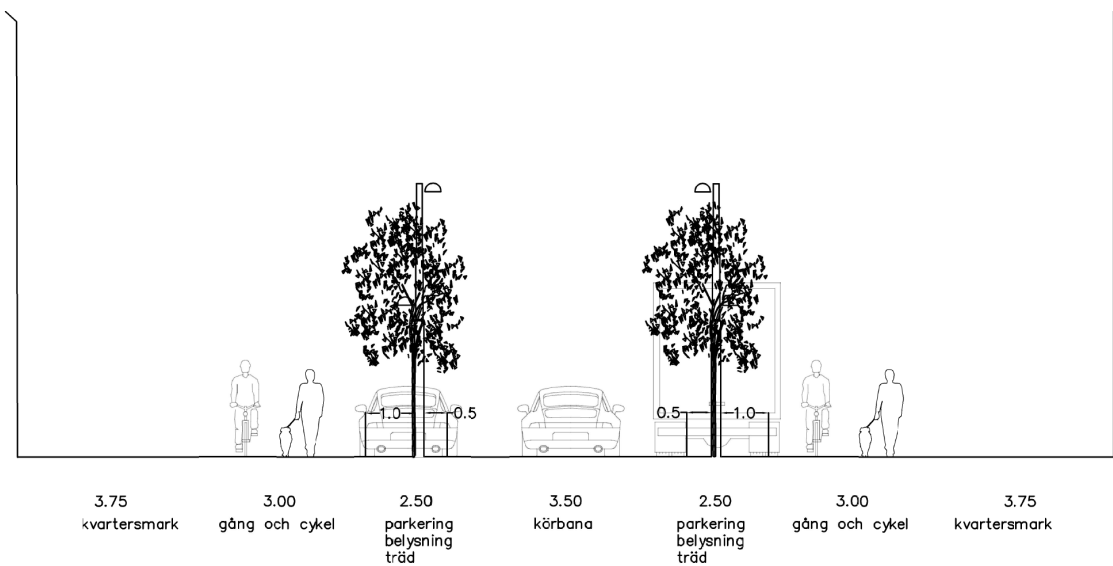 1.0 0.5 0.5 1.0
3.75 3.00 2.50 3.50 2.50 3.00 3.75
kvartersmark gång och cykel parkering körbana parkering gång och cykel kvartersmark
belysning belysning
träd träd